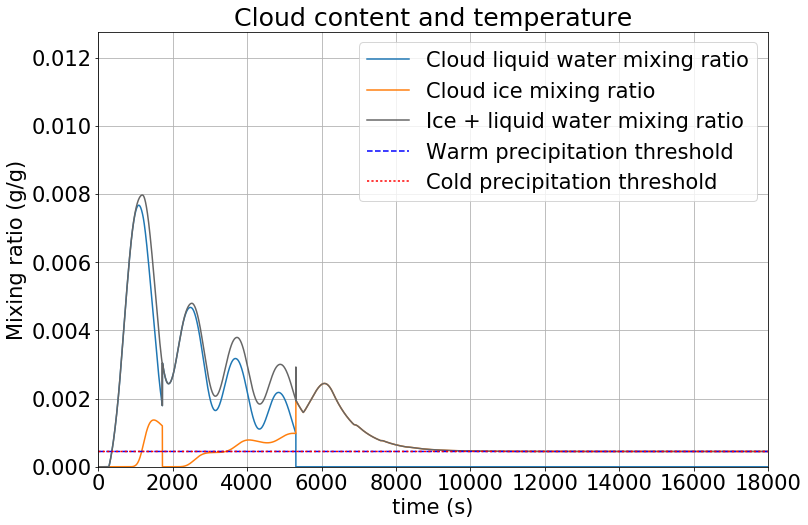 Cloud content and temperature
Mixing ratio (g/g)
0.012
0.010
0.008
0.006
0.004
0.002
0.000
Cloud liquid water mixing ratio
Cloud ice mixing ratio
Ice + liquid water mixing ratio
Warm precipitation threshold
Cold precipitation threshold
0 2000 4000 6000 8000 10000 12000 14000 16000 18000
time (s)